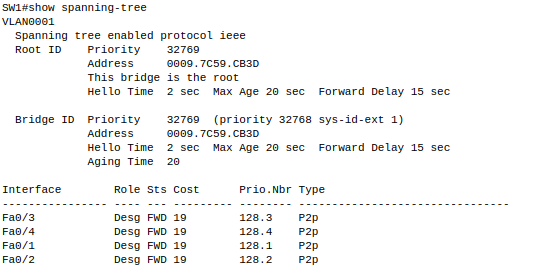 SW1#show spanning-tree
VLAN0001
  Spanning tree enabled protocol ieee
  Root ID    Priority    32769
             Address     0009.7C59.CB3D
             This bridge is the root
             Hello Time  2 sec  Max Age 20 sec  Forward Delay 15 sec

  Bridge ID  Priority    32769  (priority 32768 sys-id-ext 1)
             Address     0009.7C59.CB3D
             Hello Time  2 sec  Max Age 20 sec  Forward Delay 15 sec
             Aging Time  20

Interface        Role Sts Cost      Prio.Nbr Type
---------------- ---- --- --------- -------- --------------------------------
Fa0/3            Desg FWD 19        128.3    P2p
Fa0/4            Desg FWD 19        128.4    P2p
Fa0/1            Desg FWD 19        128.1    P2p
Fa0/2            Desg FWD 19        128.2    P2p